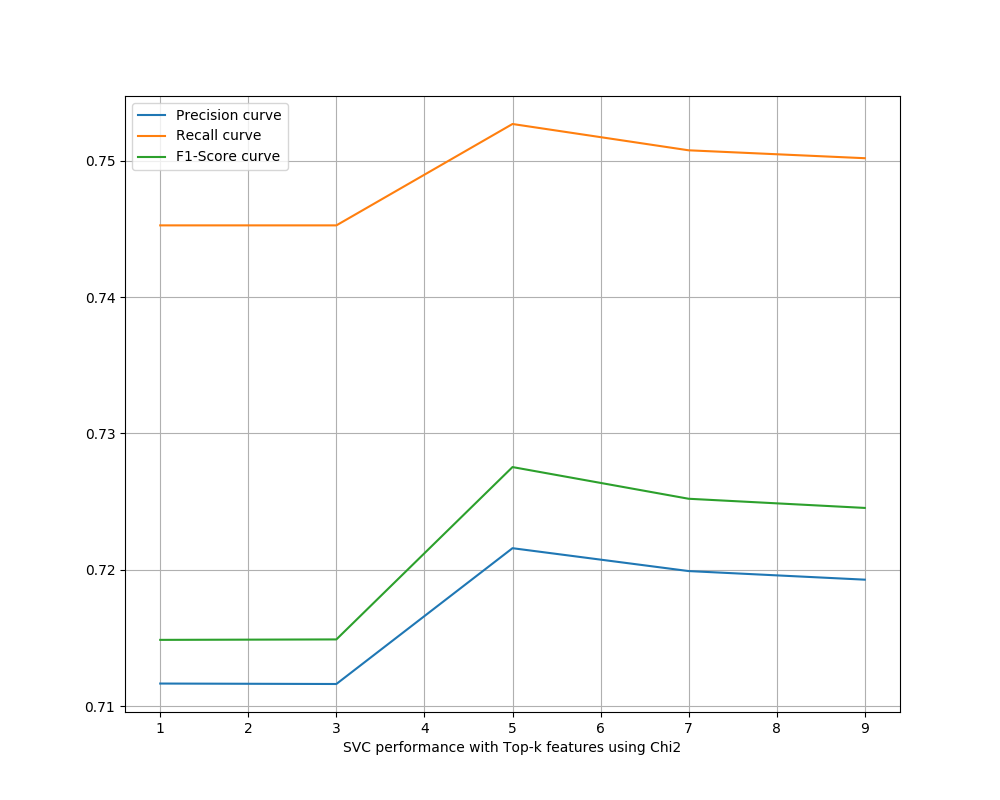 Precision curve
Recall curve
F1-Score curve
0.75
0.74
0.73
0.72
0.71
1 2 3 4 5 6 7 8 9
SVC performance with Top-k features using Chi2